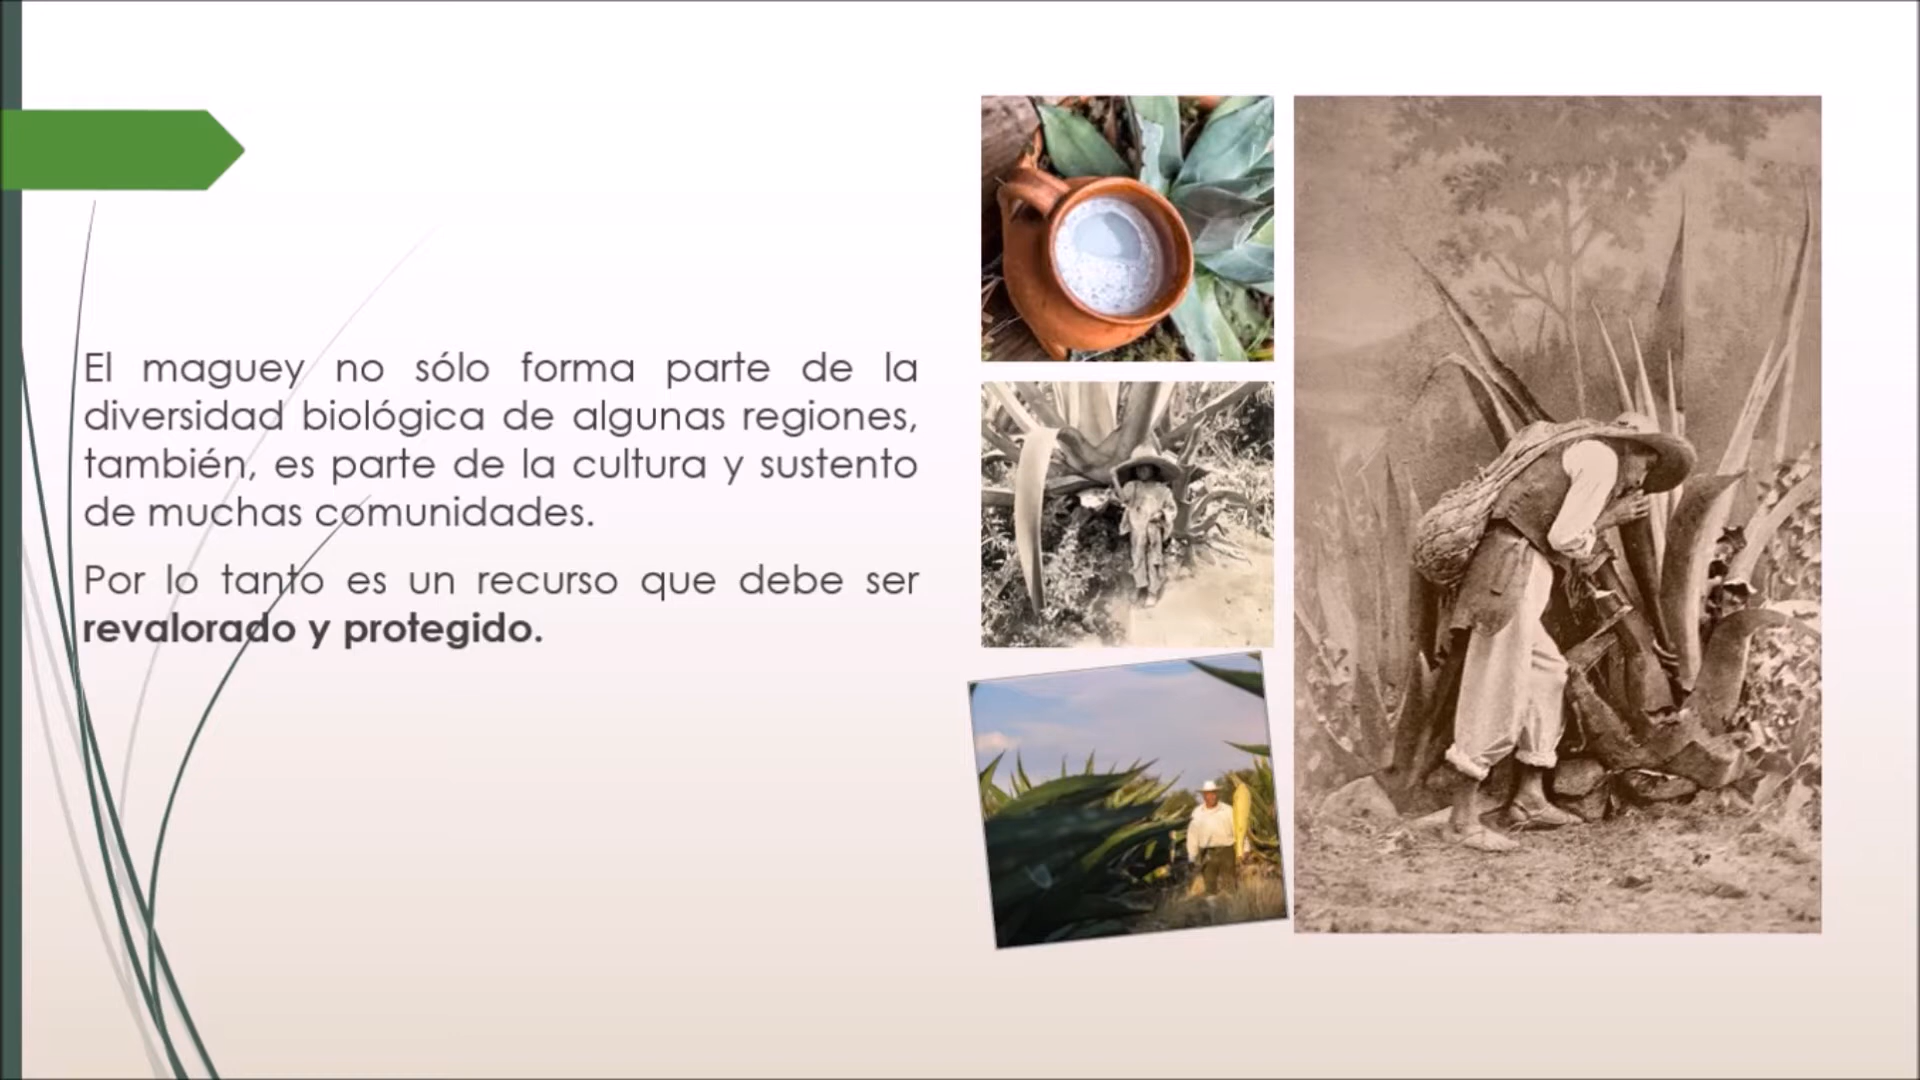 El maguey no sólo forma parte de la
diversidad biológica de algunas regiones,
también, es parte de la cultura y sustento
de muchas comunidades.
Por lo tanto es un recurso que debe ser
revalorado y protegido.